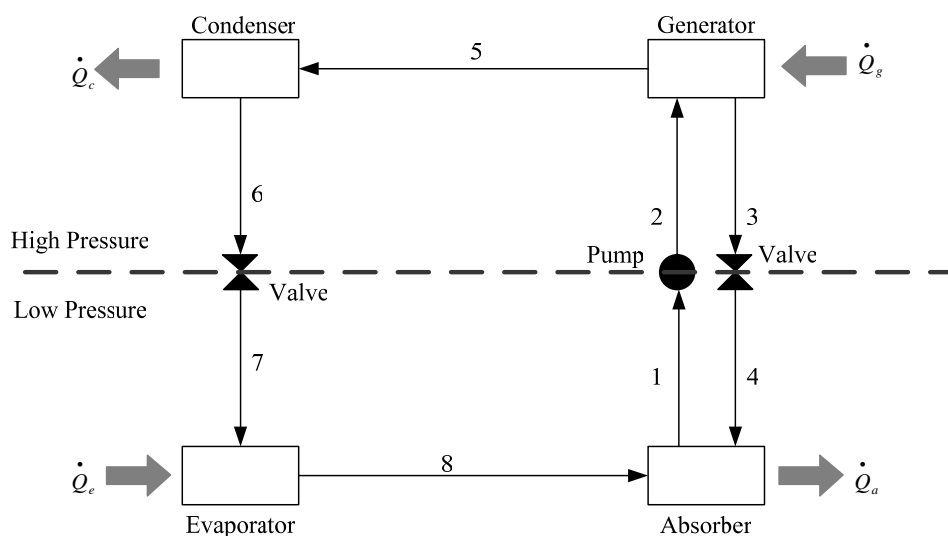 Condenser
Generator
5
Q̇c
Q̇g
6
2
3
High Pressure
Pump
Valve
Low Pressure
Valve
7
1
4
8
Q̇e
Q̇a
Evaporator
Absorber